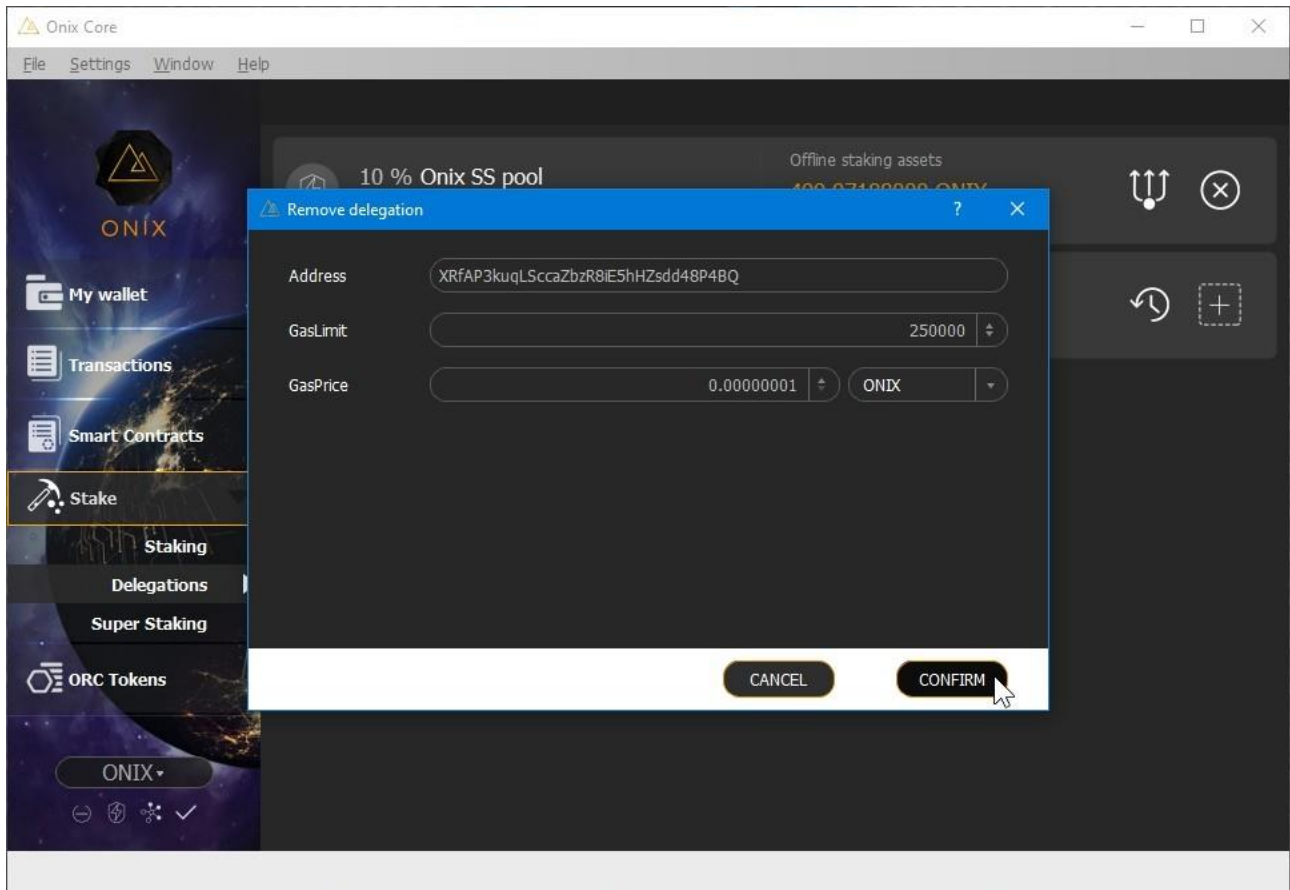 Onix Core
File Settings Window Help
ONIX
My wallet
Transactions
Smart Contracts
Stake
Staking
Delegations
Super Staking
ORC Tokens
ONIX
10 % Onix SS pool
Offline staking assets
ONIX
Remove delegation ?
Address XRfAP3kuqLSccaZbzR8iE5hHZsdd48P4BQ
GasLimit 250000
GasPrice 0.00000001 ONIX
CANCEL CONFIRM